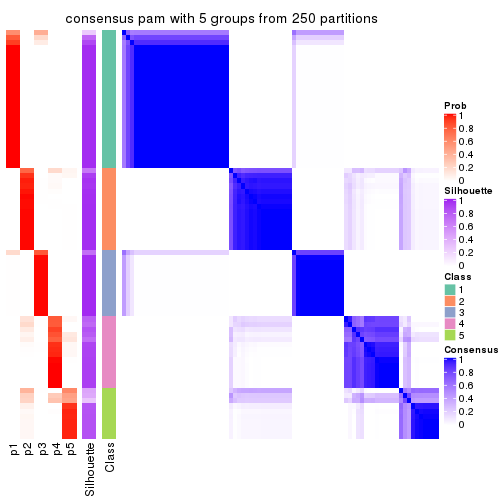 consensus pam with 5 groups from 250 partitions
Prob
1
0.8
0.6
0.4
0.2
0
Silhouette
1
0.8
0.6
0.4
0.2
0
Class
1
2
3
4
5
Consensus
1
0.8
0.6
0.4
0.2
0
p1
p2
p3
p4
p5
Silhouette
Class